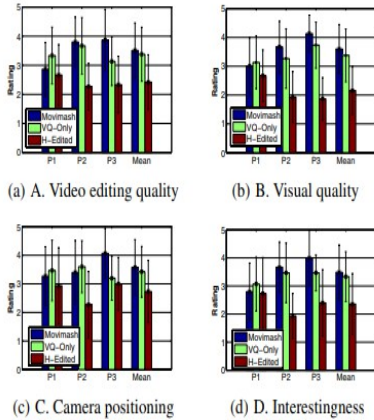 5
4
3
2
1
0
Rating
Movimash
VQ-Only
H-Edited
P1 P2 P3 Mean
(a) A. Video editing quality
5
4
3
2
1
0
Rating
Movimash
VQ-Only
H-Edited
P1 P2 P3 Mean
(b) B. Visual quality
5
4
3
2
1
0
Rating
Movimash
VQ-Only
H-Edited
P1 P2 P3 Mean
(c) C. Camera positioning
5
4
3
2
1
0
Rating
Movimash
VQ-Only
H-Edited
P1 P2 P3 Mean
(d) D. Interestingness